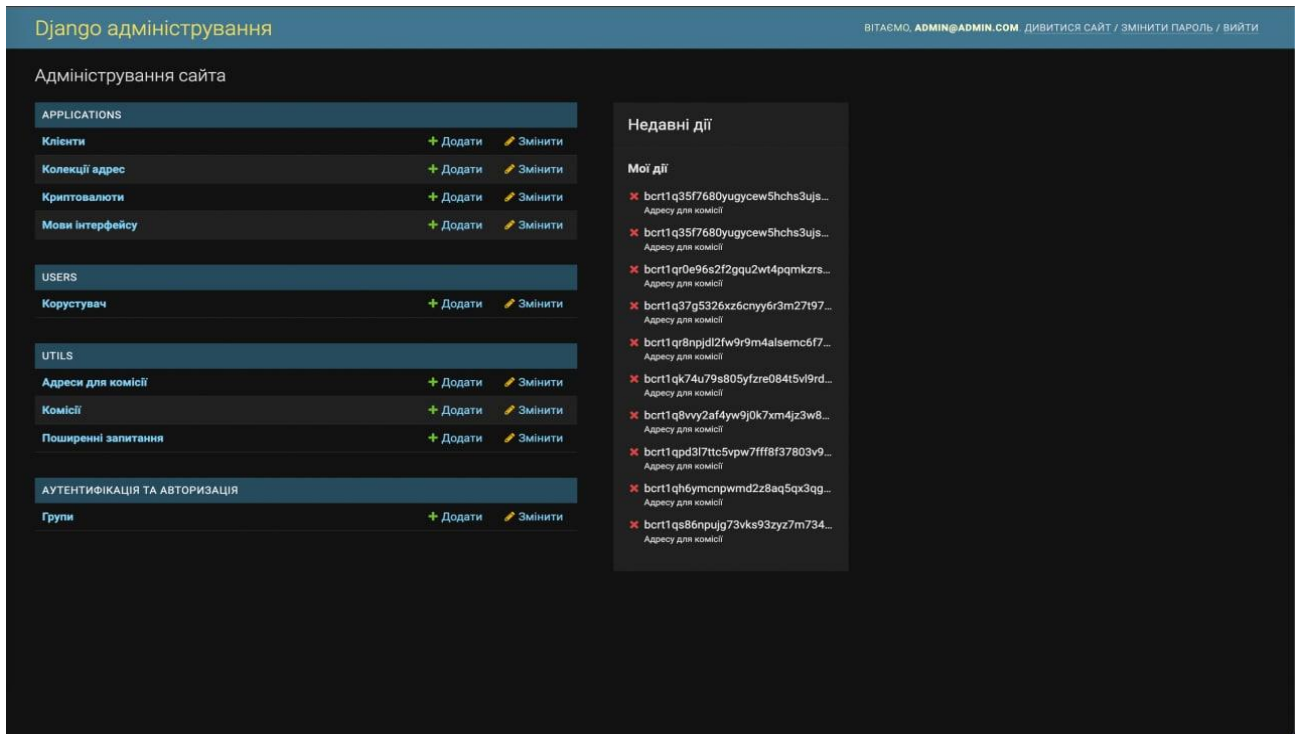 Django адміністрування
ВІТАЄМО, ADMIN@ADMIN.COM. ДИВИТИСЯ САЙТ / ЗМІНИТИ ПАРОЛЬ / ВИЙТИ
Адміністрування сайта
APPLICATIONS
Клієнти + Додати Змінити
Колекції адрес + Додати Змінити
Криптовалюти + Додати Змінити
Мови інтерфейсу + Додати Змінити
USERS
Корустувач + Додати Змінити
UTILS
Адреси для комісії + Додати Змінити
Комісії + Додати Змінити
Поширенні запитання + Додати Змінити
АУТЕНТИФІКАЦІЯ ТА АВТОРИЗАЦІЯ
Групи + Додати Змінити
Недавні дії
Мої дії
bcrt1q35f7680yugycew5hchs3ujs...
Адресу для комісії
bcrt1q35f7680yugycew5hchs3ujs...
Адресу для комісії
bcrt1qr0e96s2f2gqu2wt4pqmkzrs...
Адресу для комісії
bcrt1q37g5326xz6cnyy6r3m27t97...
Адресу для комісії
bcrt1qr8npjdl2fw9r9m4alsemc6f7...
Адресу для комісії
bcrt1qk74u79s805yfzre084t5vl9rd...
Адресу для комісії
bcrt1q8vvy2af4yw9j0k7xm4jz3w8...
Адресу для комісії
bcrt1qpd3l7ttc5vpw7fff8f37803v9...
Адресу для комісії
bcrt1qh6ymcnpwmd2z8aq5qx3qg...
Адресу для комісії
bcrt1qs86npujg73vks93zyz7m734...
Адресу для комісії